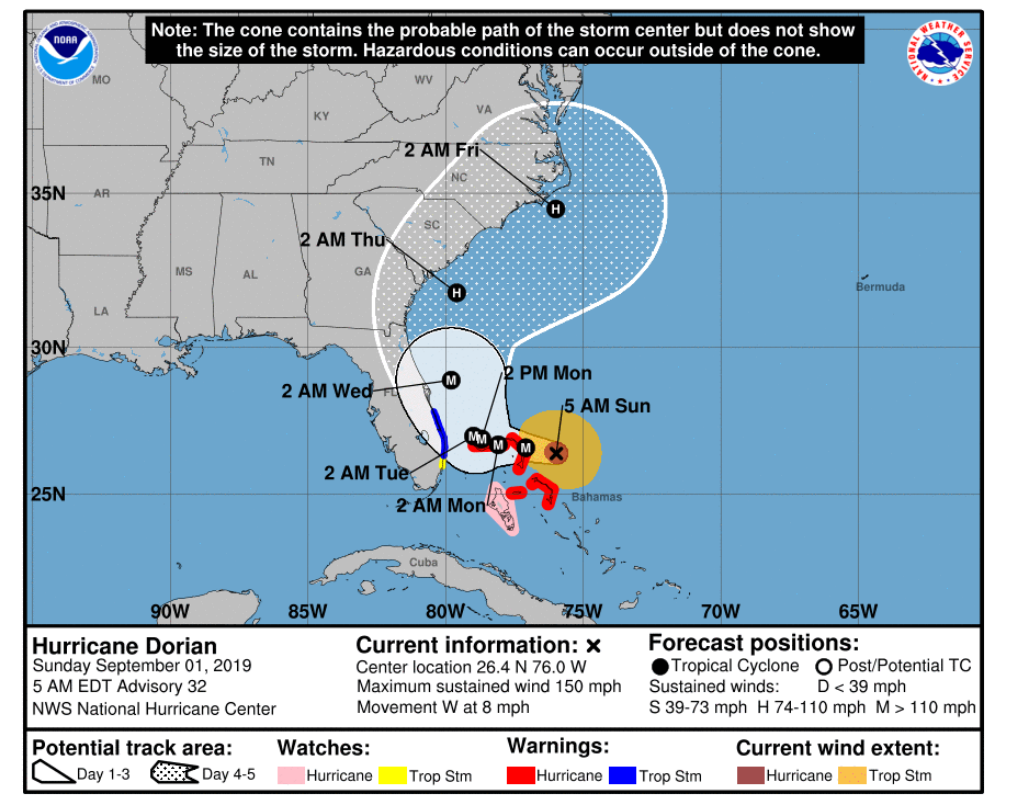 Note: The cone contains the probable path of the storm center but does not show
the size of the storm. Hazardous conditions can occur outside of the cone.
NOAA
NATIONAL WEATHER SERVICE
MO
WV
VA
KY
2 AM Fri
TN
NC
35N
AR
SC
2 AM Thu
MS
AL
GA
Bermuda
LA
30N
2 PM Mon
2 AM Wed
FL
5 AM Sun
2 AM Tue
25N
2 AM Mon
Bahamas
Cuba
90W 85W 80W 75W 70W 65W
H
H
M
M
M
M
M
Hurricane Dorian
Sunday September 01, 2019
5 AM EDT Advisory 32
NWS National Hurricane Center
Current information: x
Center location 26.4 N 76.0 W
Maximum sustained wind 150 mph
Movement W at 8 mph
Forecast positions:
Tropical Cyclone Post/Potential TC
Sustained winds: D < 39 mph
S 39-73 mph H 74-110 mph M > 110 mph
Potential track area:
Day 1-3 Day 4-5
Watches:
Hurricane Trop Stm
Warnings:
Hurricane Trop Stm
Current wind extent:
Hurricane Trop Stm